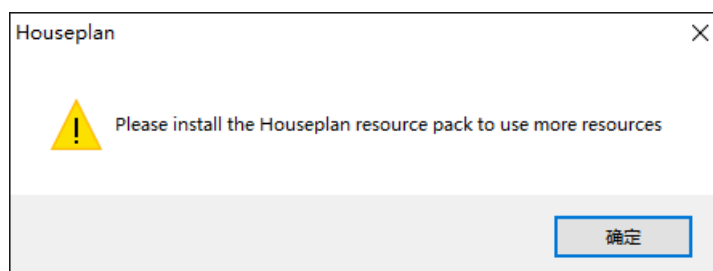 Houseplan
Please install the Houseplan resource pack to use more resources
确定